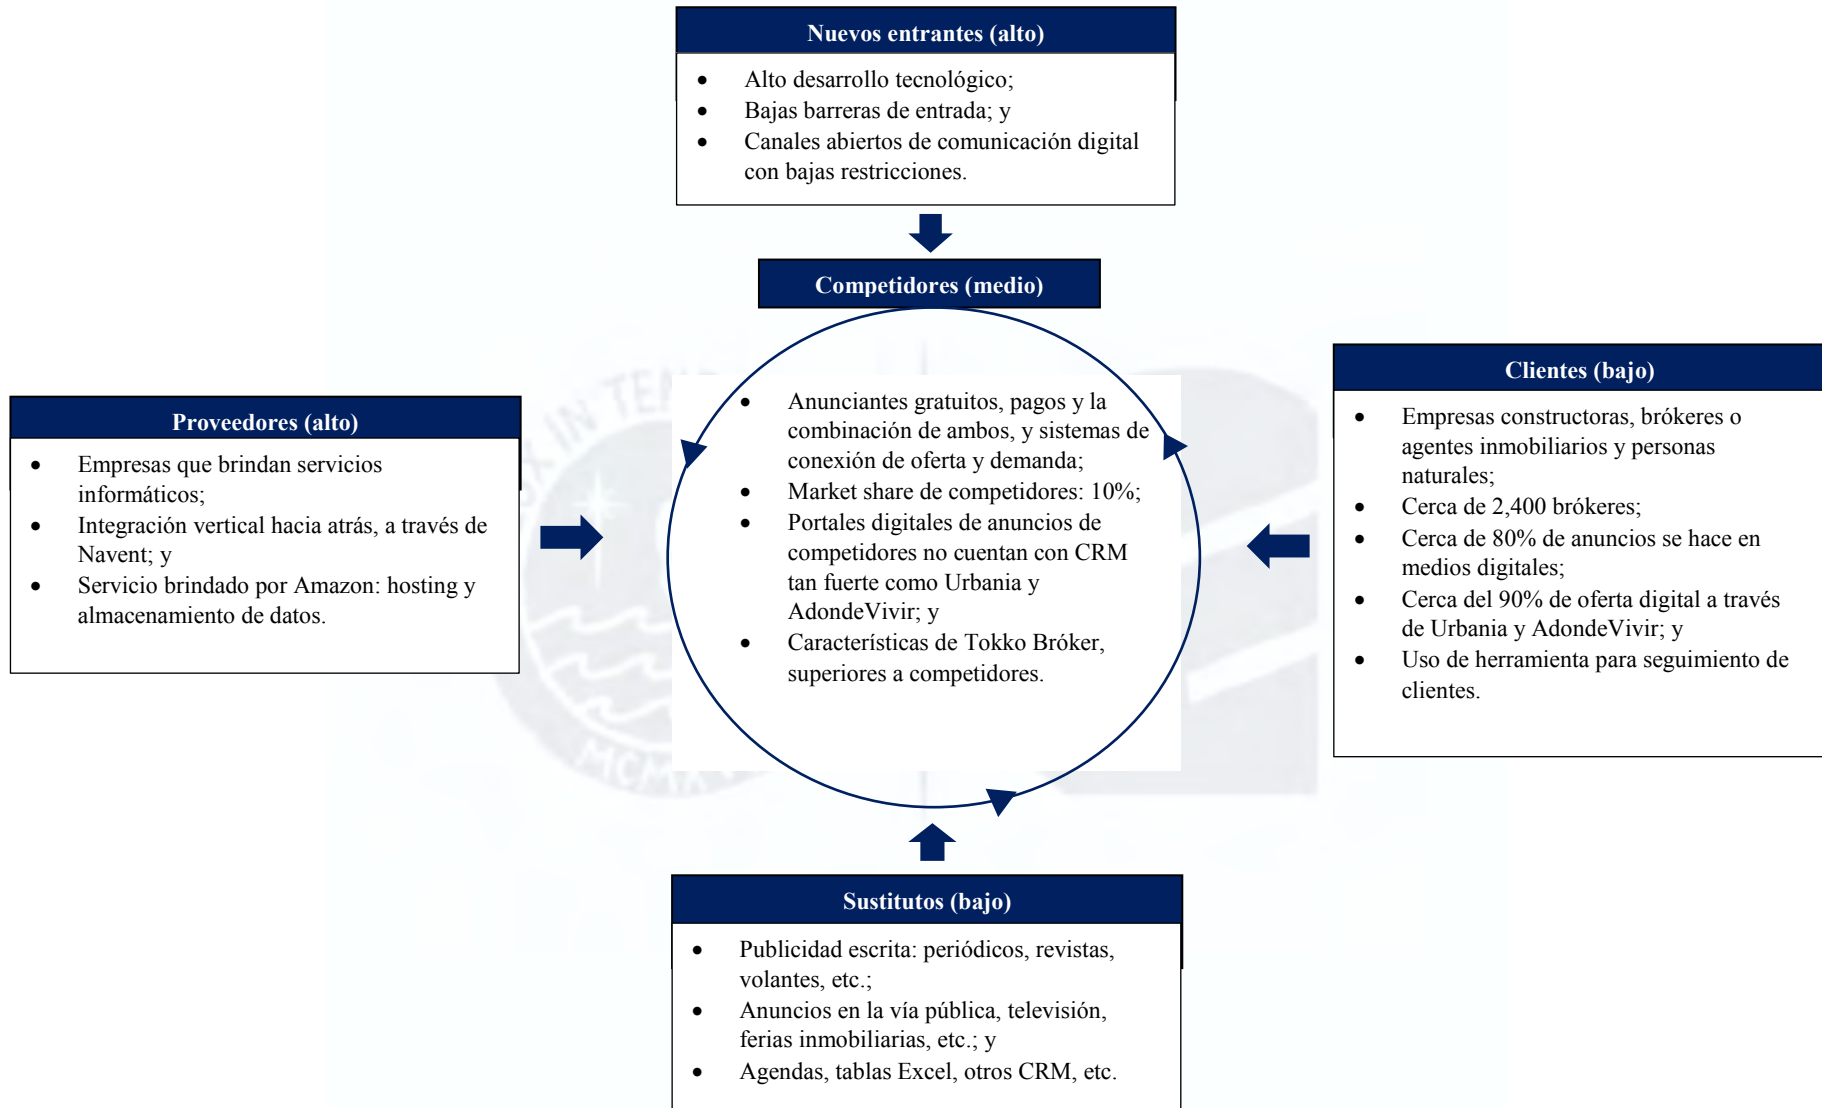 Nuevos entrantes (alto)
• Alto desarrollo tecnológico;
• Bajas barreras de entrada; y
• Canales abiertos de comunicación digital
con bajas restricciones.
Competidores (medio)
• Anunciantes gratuitos, pagos y la
combinación de ambos, y sistemas de
conexión de oferta y demanda;
• Market share de competidores: 10%;
• Portales digitales de anuncios de
competidores no cuentan con CRM
tan fuerte como Urbania y
AdondeVivir; y
• Características de Tokko Bróker,
superiores a competidores.
Proveedores (alto)
• Empresas que brindan servicios
informáticos;
• Integración vertical hacia atrás, a través de
Navent; y
• Servicio brindado por Amazon: hosting y
almacenamiento de datos.
Clientes (bajo)
• Empresas constructoras, brókeres o
agentes inmobiliarios y personas
naturales;
• Cerca de 2,400 brókeres;
• Cerca de 80% de anuncios se hace en
medios digitales;
• Cerca del 90% de oferta digital a través
de Urbania y AdondeVivir; y
• Uso de herramienta para seguimiento de
clientes.
Sustitutos (bajo)
• Publicidad escrita: periódicos, revistas,
volantes, etc.;
• Anuncios en la vía pública, televisión,
ferias inmobiliarias, etc.; y
• Agendas, tablas Excel, otros CRM, etc.